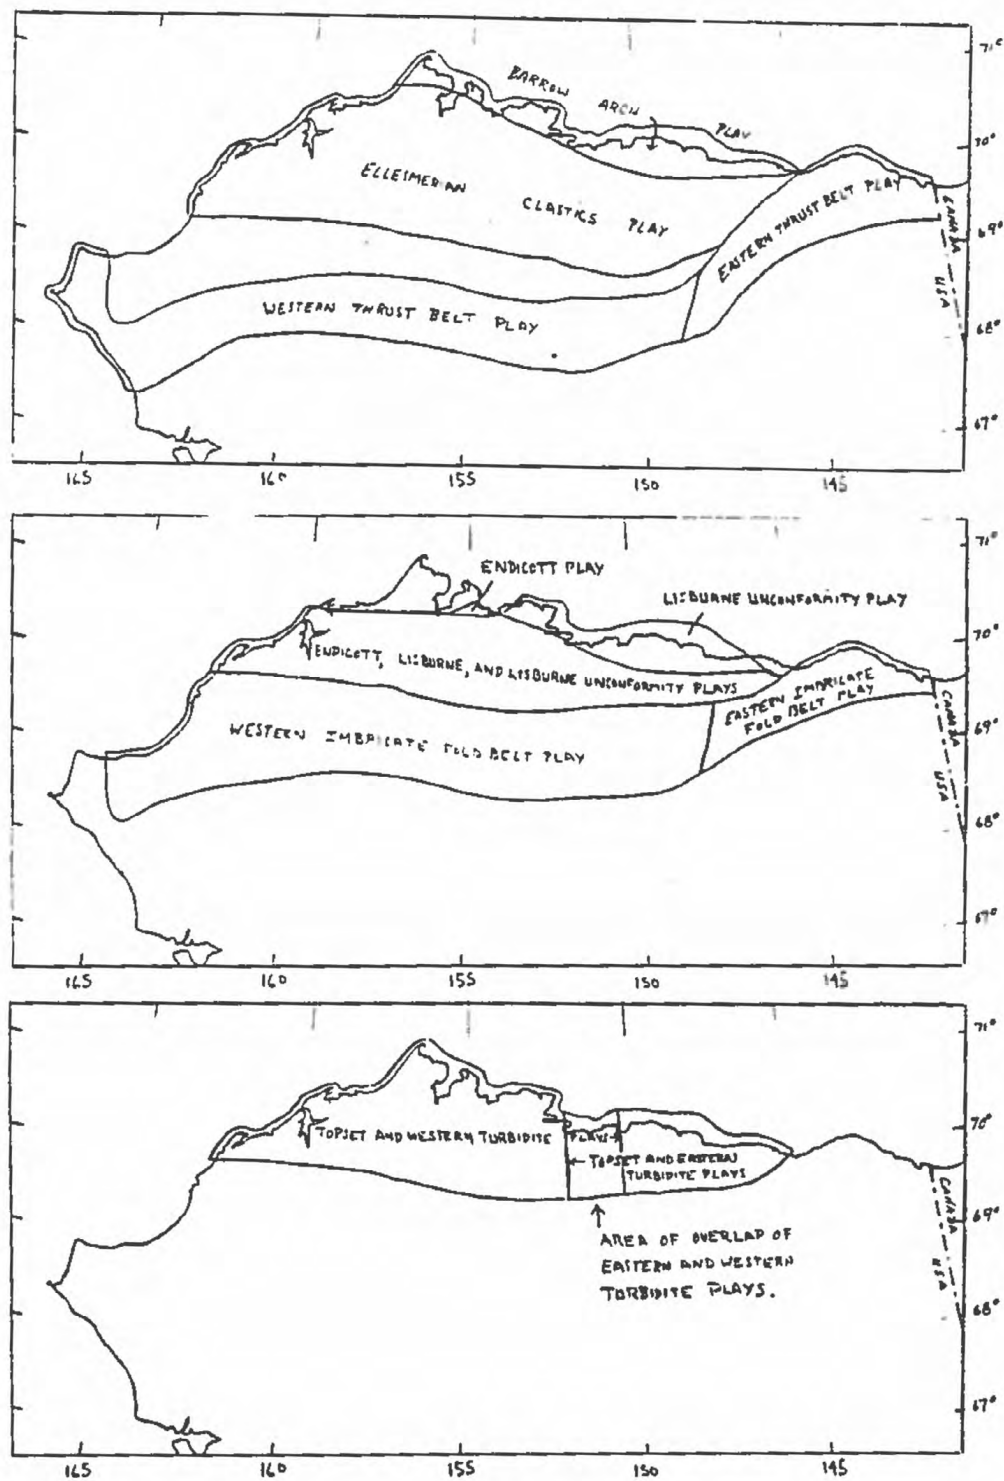 71°
BARROW ARCH PLAY
70°
ELLESMERIAN CLASTICS PLAY
EASTERN THRUST BELT PLAY
CANADA
USA
69°
WESTERN THRUST BELT PLAY
68°
67°
165 160 155 150 145
71°
ENDICOTT PLAY
LISBURNE UNCONFORMITY PLAY
70°
ENDICOTT, LISBURNE, AND LISBURNE UNCONFORMITY PLAYS
EASTERN IMBRICATE
FOLD BELT PLAY
CANADA
USA
WESTERN IMBRICATE FOLD BELT PLAY
69°
68°
67°
165 160 155 150 145
71°
70°
TOPSET AND WESTERN TURBIDITE PLAYS
TOPSET AND EASTERN
TURBIDITE PLAYS
CANADA
USA
69°
AREA OF OVERLAP OF
EASTERN AND WESTERN
TURBIDITE PLAYS.
68°
67°
165 160 155 150 145